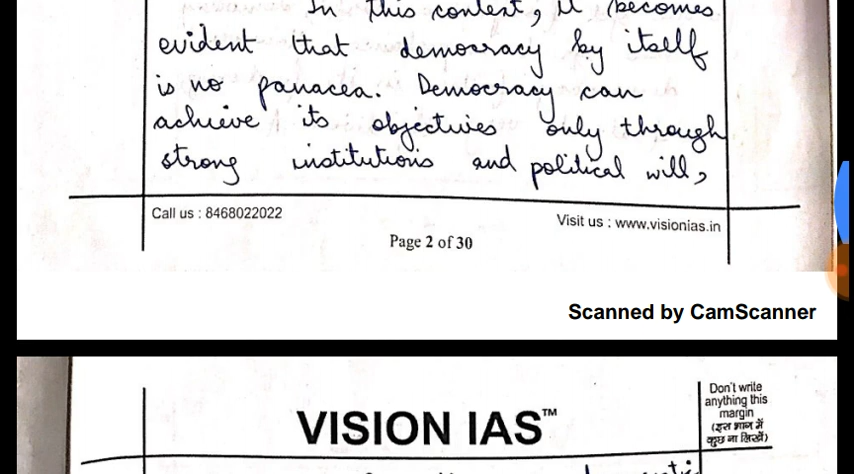 In this context, it becomes
evident that democracy by itself
is no panacea. Democracy can
achieve its objectives only through
strong institutions and political will,
Call us : 8468022022
Visit us : www.visionias.in
Page 2 of 30
Scanned by CamScanner
Don't write
anything this
margin
(इस भाग में
कुछ ना लिखें)
VISION IAS™